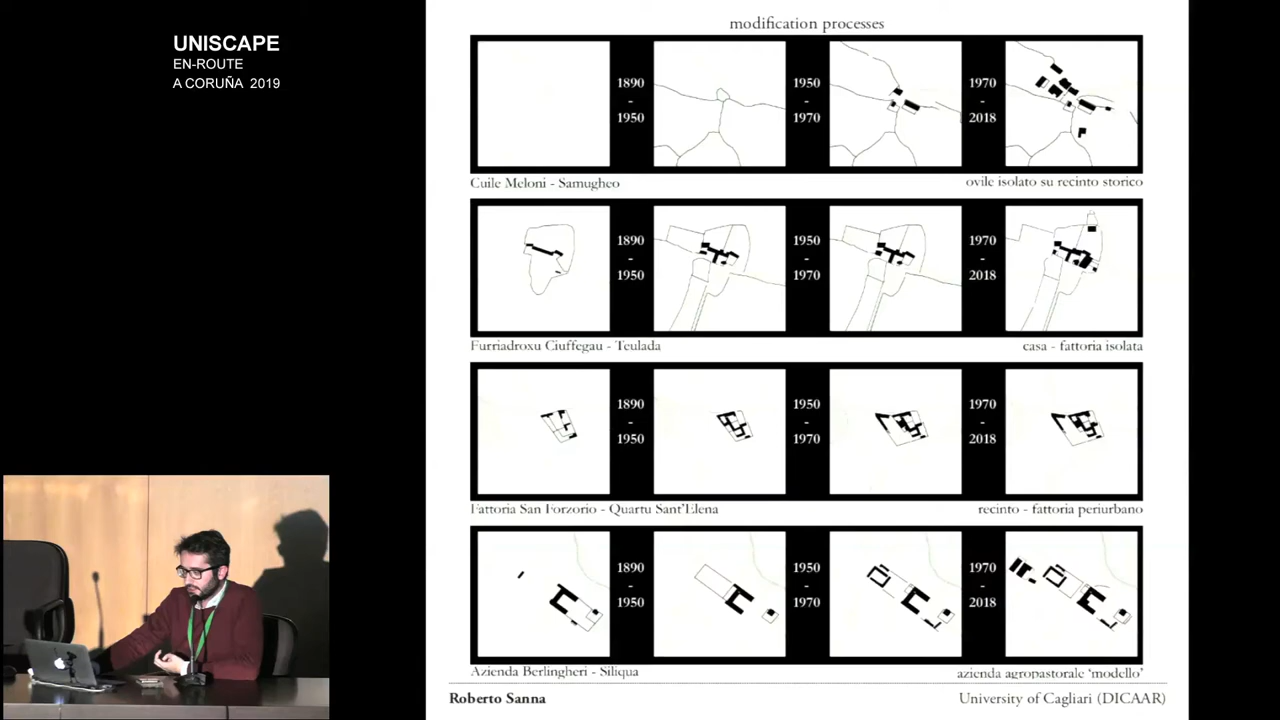 UNISCAPE
EN-ROUTE
A CORUÑA 2019
modification processes
1890
-
1950
1950
-
1970
1970
-
2018
Cuile Meloni - Samugheo
ovile isolato su recinto storico
1890
-
1950
1950
-
1970
1970
-
2018
Furriadroxu Ciuffegau - Teulada
casa - fattoria isolata
1890
-
1950
1950
-
1970
1970
-
2018
Fattoria San Forzorio - Quartu Sant'Elena
recinto - fattoria periurbano
1890
-
1950
1950
-
1970
1970
-
2018
Azienda Berlingheri - Siliqua
azienda agropastorale 'modello'
Roberto Sanna
University of Cagliari (DICAAR)